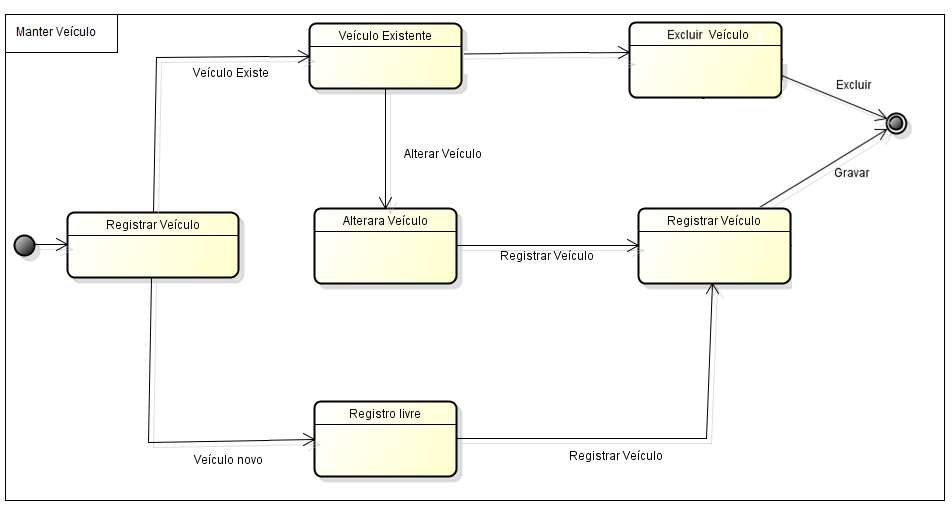 Manter Veículo
Veículo Existente
Excluir Veículo
Veículo Existe
Excluir
Alterar Veículo
Gravar
Registrar Veículo
Alterara Veículo
Registrar Veículo
Registrar Veículo
Registro livre
Veículo novo
Registrar Veículo